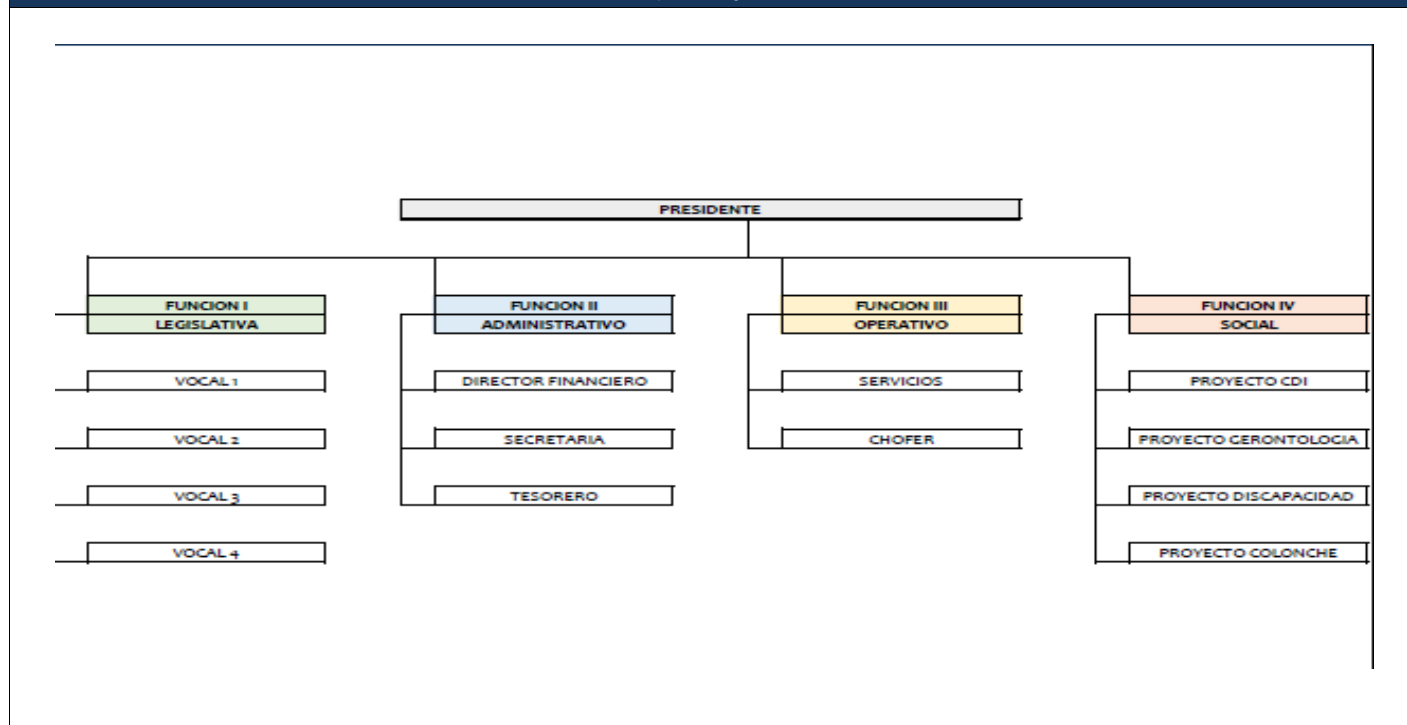 PRESIDENTE
FUNCION I
LEGISLATIVA
VOCAL 1
VOCAL 2
VOCAL 3
VOCAL 4
FUNCION II
ADMINISTRATIVO
DIRECTOR FINANCIERO
SECRETARIA
TESORERO
FUNCION III
OPERATIVO
SERVICIOS
CHOFER
FUNCION IV
SOCIAL
PROYECTO CDI
PROYECTO GERONTOLOGIA
PROYECTO DISCAPACIDAD
PROYECTO COLONCHE